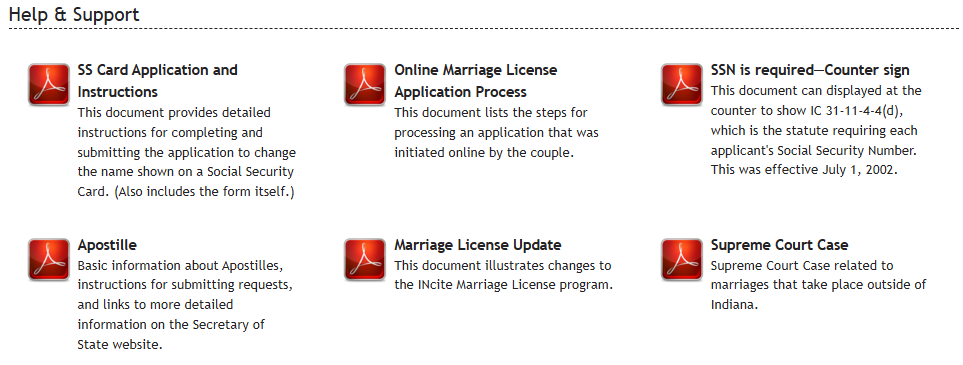 Help & Support
SS Card Application and
Instructions
This document provides detailed
instructions for completing and
submitting the application to change
the name shown on a Social Security
Card. (Also includes the form itself.)
Online Marriage License
Application Process
This document lists the steps for
processing an application that was
initiated online by the couple.
SSN is required—Counter sign
This document can displayed at the
counter to show IC 31-11-4-4(d),
which is the statute requiring each
applicant's Social Security Number.
This was effective July 1, 2002.
Apostille
Basic information about Apostilles,
instructions for submitting requests,
and links to more detailed
information on the Secretary of
State website.
Marriage License Update
This document illustrates changes to
the INcite Marriage License program.
Supreme Court Case
Supreme Court Case related to
marriages that take place outside of
Indiana.